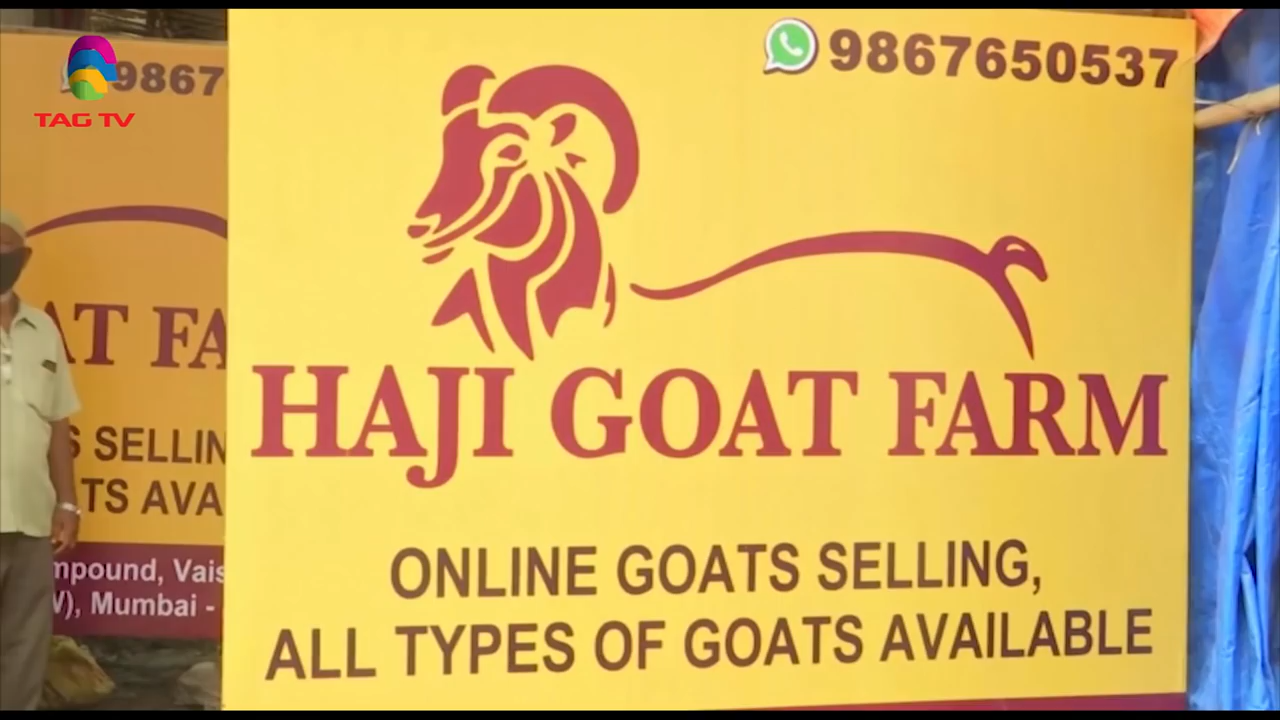 TAG TV
9867
AT FA
S SELLIN
TS AVA
mpound, Vais
W), Mumbai -
9867650537
HAJI GOAT FARM
ONLINE GOATS SELLING,
ALL TYPES OF GOATS AVAILABLE